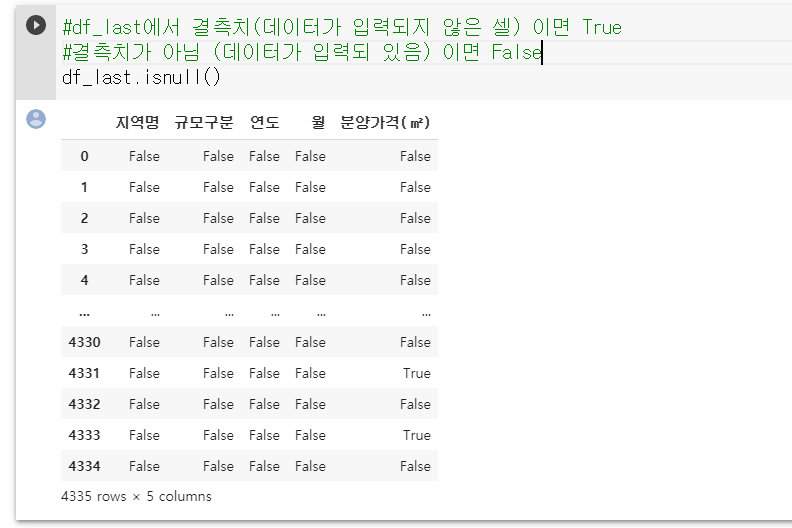 #df_last에서 결측치(데이터가 입력되지 않은 셀) 이면 True
#결측치가 아님 (데이터가 입력되 있음) 이면 False
df_last.isnull()
지역명 규모구분 연도 월 분양가격(㎡)
0 False False False False False
1 False False False False False
2 False False False False False
3 False False False False False
4 False False False False False
... ... ... ... ... ...
4330 False False False False False
4331 False False False False True
4332 False False False False False
4333 False False False False True
4334 False False False False False
4335 rows × 5 columns